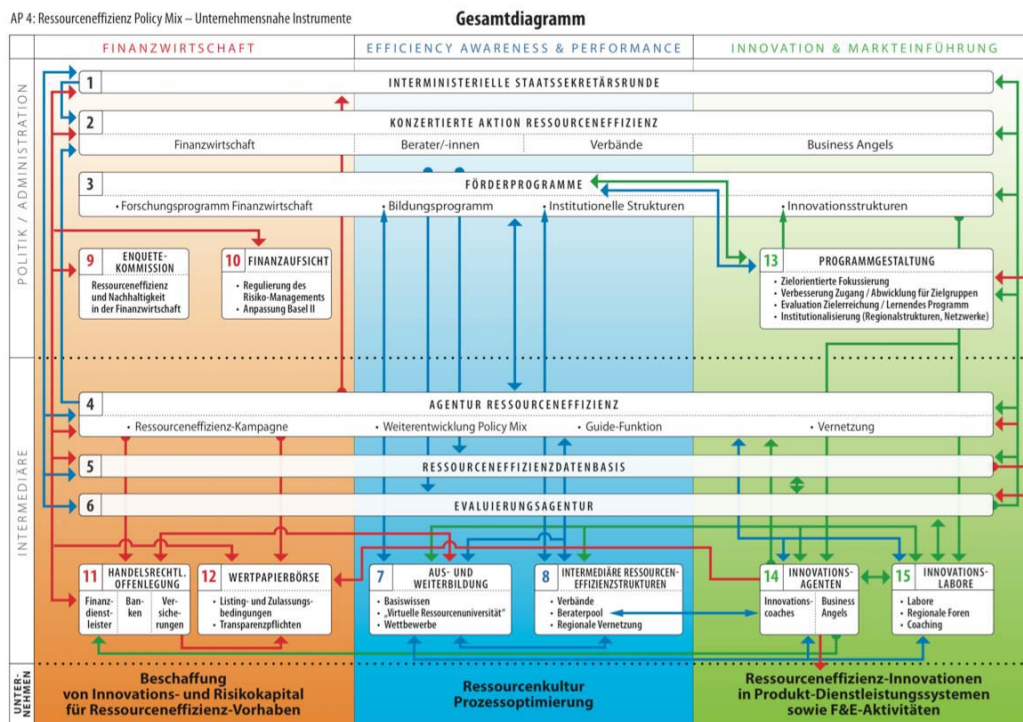 AP 4: Ressourceneffizienz Policy Mix – Unternehmensnahe Instrumente
Gesamtdiagramm
FINANZWIRTSCHAFT
EFFICIENCY AWARENESS & PERFORMANCE
INNOVATION & MARKTEINFÜHRUNG
POLITIK / ADMINISTRATION
1 INTERMINISTERIELLE STAATSSEKRETÄRSRUNDE
2 KONZERTIERTE AKTION RESSOURCENEFFIZIENZ
Finanzwirtschaft Berater/-innen Verbände Business Angels
3 FÖRDERPROGRAMME
• Forschungsprogramm Finanzwirtschaft • Bildungsprogramm • Institutionelle Strukturen • Innovationsstrukturen
9 ENQUETE-
KOMMISSION
Ressourceneffizienz
und Nachhaltigkeit
in der Finanzwirtschaft
10 FINANZAUFSICHT
• Regulierung des
Risiko-Managements
• Anpassung Basel II
13 PROGRAMMGESTALTUNG
• Zielorientierte Fokussierung
• Verbesserung Zugang / Abwicklung für Zielgruppen
• Evaluation Zielerreichung / Lernendes Programm
• Institutionalisierung (Regionalstrukturen, Netzwerke)
INTERMEDIÄRE
4 AGENTUR RESSOURCENEFFIZIENZ
• Ressourceneffizienz-Kampagne • Weiterentwicklung Policy Mix • Guide-Funktion • Vernetzung
5 RESSOURCENEFFIZIENZDATENBASIS
6 EVALUIERUNGSAGENTUR
11 HANDELSRECHTL.
OFFENLEGUNG
Finanz-
dienst-
leister
Ban-
ken
Ver-
siche-
rungen
12 WERTPAPIERBÖRSE
• Listing- und Zulassungs-
bedingungen
• Transparenzpflichten
7 AUS- UND
WEITERBILDUNG
• Basiswissen
• „Virtuelle Ressourcenuniversität“
• Wettbewerbe
8 INTERMEDIÄRE RESSOURCEN-
EFFIZIENZSTRUKTUREN
• Verbände
• Beraterpool
• Regionale Vernetzung
14 INNOVATIONS-
AGENTEN
Innovations-
coaches
Business
Angels
15 INNOVATIONS-
LABORE
• Labore
• Regionale Foren
• Coaching
UNTER-
NEHMEN
Beschaffung
von Innovations- und Risikokapital
für Ressourceneffizienz-Vorhaben
Ressourcenkultur
Prozessoptimierung
Ressourceneffizienz-Innovationen
in Produkt-Dienstleistungssystemen
sowie F&E-Aktivitäten